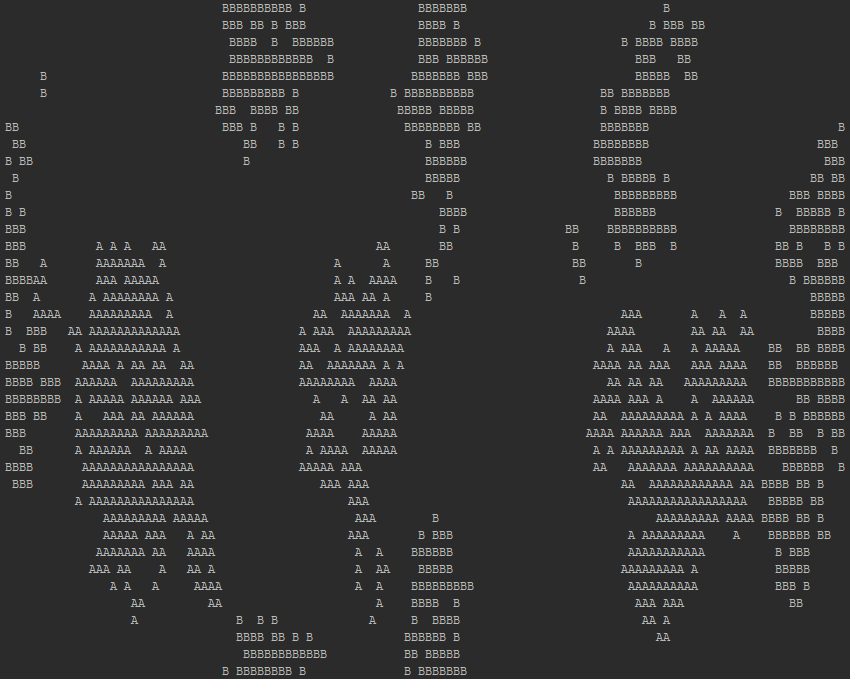 BBBBBBBBBB B BBBBBBB B
BBB BB B BBB BBBB B B BBB BB
BBBB B BBBBBB BBBBBBB B B BBBB BBBB
BBBBBBBBBBBB B BBB BBBBBB BBB BB
B BBBBBBBBBBBBBBBB BBBBBBB BBB BBBBB BB
B BBBBBBBBB B B BBBBBBBBBB BB BBBBBBB
BBB BBBB BB BBBBB BBBBB B BBBB BBBB
BB BBB B B B BBBBBBBB BB BBBBBBB B
BB BB B B B BBB BBBBBBBB BBB
B BB B BBBBBB BBBBBBB BBB
B BBBBB B BBBBB B BB BB
B BB B BBBBBBBBB BBB BBBB
B B BBBB BBBBBB B BBBBB B
BBB B B BB BBBBBBBBBB BBBBBBBB
BBB A A A AA AA BB B B BBB B BB B B B
BB A AAAAAAA A A A BB BB B BBBB BBB
BBBBAA AAA AAAAA A A AAAA B B B B BBBBBB
BB A A AAAAAAAA A AAA AA A B BBBBB
B AAAA AAAAAAAAA A AA AAAAAAA A AAA A A A BBBBB
B BBB AA AAAAAAAAAAAAA A AAA AAAAAAAAA AAAA AA AA AA BBBB
B BB A AAAAAAAAAAA A AAA A AAAAAAAA A AAA A A AAAAA BB BB BBBB
BBBBB AAAA A AA AA AA AA AAAAAAA A A AAAA AA AAA AAA AAAA BB BBBBBB
BBBB BBB AAAAAA AAAAAAAAA AAAAAAAA AAAA AA AA AA AAAAAAAAA BBBBBBBBBBB
BBBBBBBB A AAAAA AAAAAA AAA A A AA AA AAAA AAA A A AAAAAA BB BBBB
BBB BB A AAA AA AAAAAA AA A AA AA AAAAAAAAA A A AAAA B B BBBBBB
BBB AAAAAAAAA AAAAAAAAA AAAA AAAAA AAAA AAAAAA AAA AAAAAAA B BB B BB
BB A AAAAAA A AAAA A AAAA AAAAA A A AAAAAAAAA A AA AAAA BBBBBBB B
BBBB AAAAAAAAAAAAAAAA AAAAA AAA AA AAAAAAA AAAAAAAAAA BBBBBB B
BBB AAAAAAAAA AAA AA AAA AAA AA AAAAAAAAAAAA AA BBBB BB B
A AAAAAAAAAAAAAAA AAA AAAAAAAAAAAAAAAAA BBBBB BB
AAAAAAAAA AAAAA AAA B AAAAAAAAA AAAA BBBB BB B
AAAAA AAA A AA AAA B BBB A AAAAAAAAA A BBBBBB BB
AAAAAAA AA AAAA A A BBBBBB AAAAAAAAAAA B BBB
AAA AA A AA A A AA BBBBB AAAAAAAAA A BBBBB
A A A AAAA A A BBBBBBBBB AAAAAAAAAA BBB B
AA AA A BBBB B AAA AAA BB
A B B BB A B BBBB AA A
BBBB BB B B BBBBBB B AA
BBBBBBBBBBBB BB BBBBB
B BBBBBBBB B B BBBBBBB